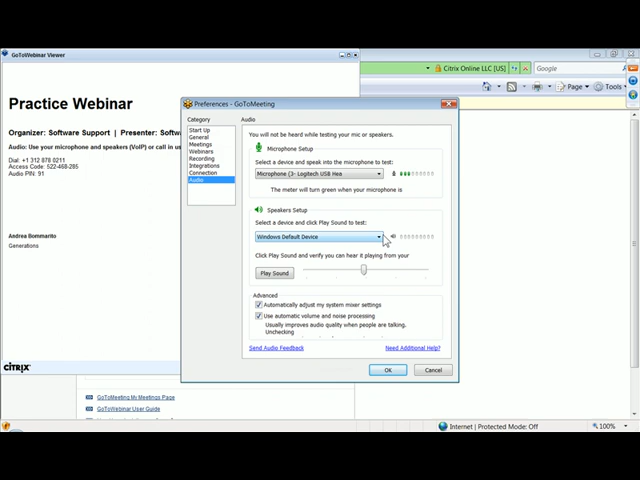 GoToWebinar Viewer
Citrix Online LLC [US]
Google
Page
Tools
Practice Webinar
Organizer: Software Support | Presenter: Softwar
Audio: Use your microphone and speakers (VoIP) or call in us
Dial: +1 312 878 0211
Access Code: 522-468-285
Audio PIN: 91
Andrea Bommarito
Generations
CITRIX
Preferences - GoToMeeting
Category
Start Up
General
Meetings
Webinars
Recording
Integrations
Connection
Audio
Audio
You will not be heard while testing your mic or speakers.
Microphone Setup
Select a device and speak into the microphone to test:
Microphone (3- Logitech USB Hea
The meter will turn green when your microphone is
Speakers Setup
Select a device and click Play Sound to test:
Windows Default Device
Click Play Sound and verify you can hear it playing from your
Play Sound
Advanced
Automatically adjust my system mixer settings
Use automatic volume and noise processing
Usually improves audio quality when people are talking.
Unchecking
Send Audio Feedback
Need Additional Help?
OK
Cancel
GoToMeeting My Meetings Page
GoToWebinar User Guide
Internet | Protected Mode: Off
100%